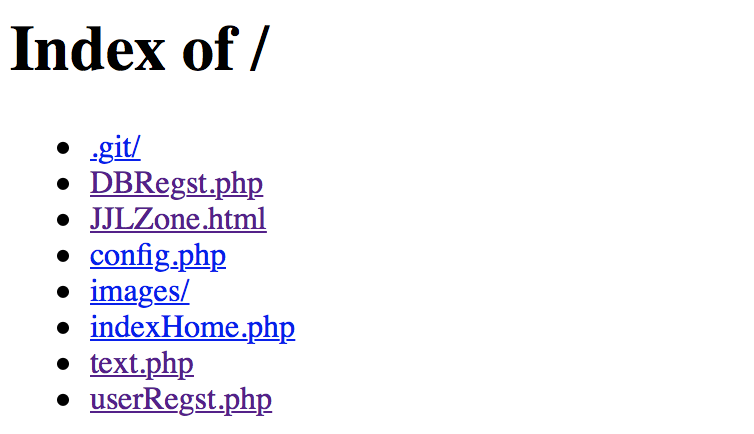 Index of /
.git/
DBRegst.php
JJLZone.html
config.php
images/
indexHome.php
text.php
userRegst.php